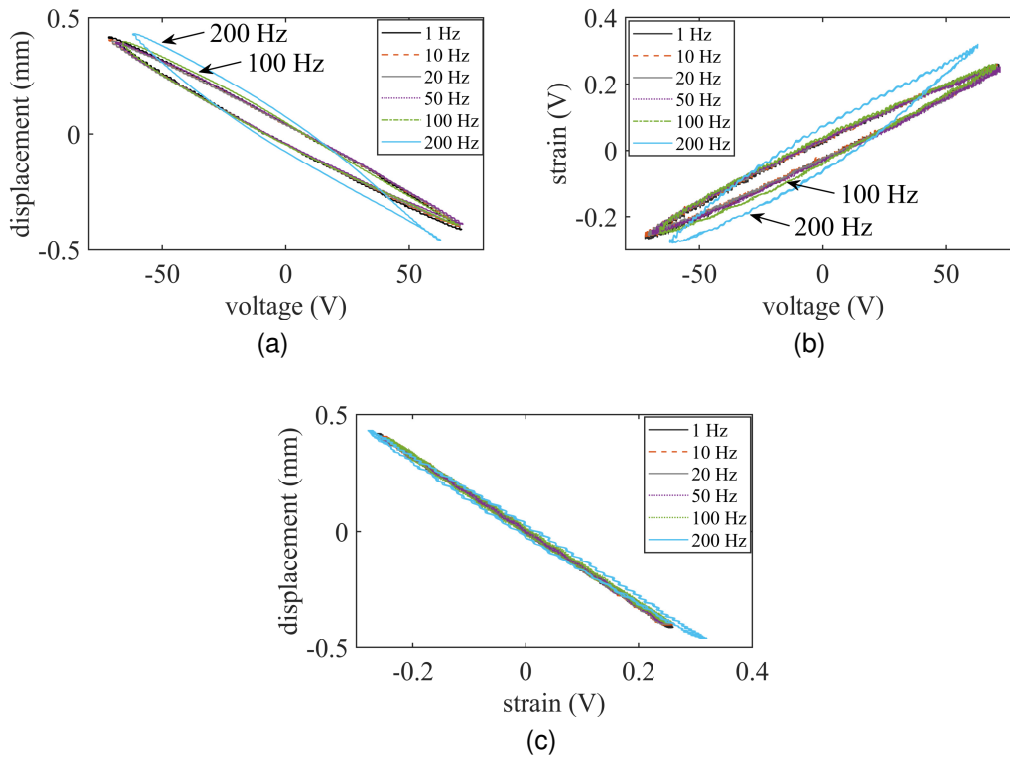 0.5
0
-0.5
displacement (mm)
-50
0
50
voltage (V)
200 Hz
100 Hz
1 Hz
10 Hz
20 Hz
50 Hz
100 Hz
200 Hz
(a)
0.4
0.2
0
-0.2
strain (V)
-50
0
50
voltage (V)
1 Hz
10 Hz
20 Hz
50 Hz
100 Hz
200 Hz
100 Hz
200 Hz
(b)
0.5
0
-0.5
displacement (mm)
-0.2
0
0.2
0.4
strain (V)
1 Hz
10 Hz
20 Hz
50 Hz
100 Hz
200 Hz
(c)